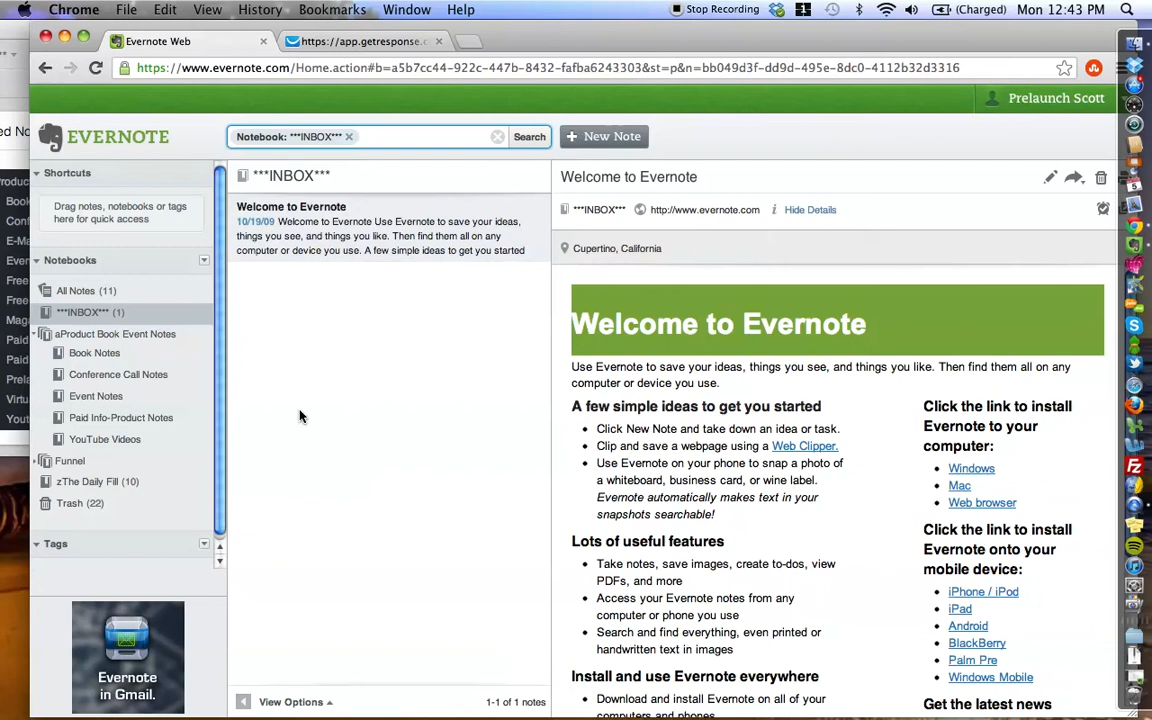 Chrome File Edit View History Bookmarks Window Help Stop Recording 1 (Charged) Mon 12:43 PM
Evernote Web × https://app.getresponse.c ×
https://www.evernote.com/Home.action#b=a5b7cc44-922c-447b-8432-fafba6243303&st=p&n=bb049d3f-dd9d-495e-8dc0-4112b32d3316
Prelaunch Scott
EVERNOTE
Notebook: ***INBOX*** ×
Search
+ New Note
Shortcuts
Drag notes, notebooks or tags
here for quick access
Notebooks
All Notes (11)
***INBOX*** (1)
aProduct Book Event Notes
Book Notes
Conference Call Notes
Event Notes
Paid Info-Product Notes
YouTube Videos
Funnel
zThe Daily Fill (10)
Trash (22)
Tags
Evernote
in Gmail.
***INBOX***
Welcome to Evernote
10/19/09 Welcome to Evernote Use Evernote to save your ideas,
things you see, and things you like. Then find them all on any
computer or device you use. A few simple ideas to get you started
View Options
1-1 of 1 notes
Welcome to Evernote
***INBOX*** http://www.evernote.com i Hide Details
Cupertino, California
Welcome to Evernote
Use Evernote to save your ideas, things you see, and things you like. Then find them all on any
computer or device you use.
A few simple ideas to get you started
• Click New Note and take down an idea or task.
• Clip and save a webpage using a Web Clipper.
• Use Evernote on your phone to snap a photo of
a whiteboard, business card, or wine label.
Evernote automatically makes text in your
snapshots searchable!
Lots of useful features
• Take notes, save images, create to-dos, view
PDFs, and more
• Access your Evernote notes from any
computer or phone you use
• Search and find everything, even printed or
handwritten text in images
Install and use Evernote everywhere
• Download and install Evernote on all of your
computers and phones
Click the link to install
Evernote to your
computer:
• Windows
• Mac
• Web browser
Click the link to install
Evernote onto your
mobile device:
• iPhone / iPod
• iPad
• Android
• BlackBerry
• Palm Pre
• Windows Mobile
Get the latest news